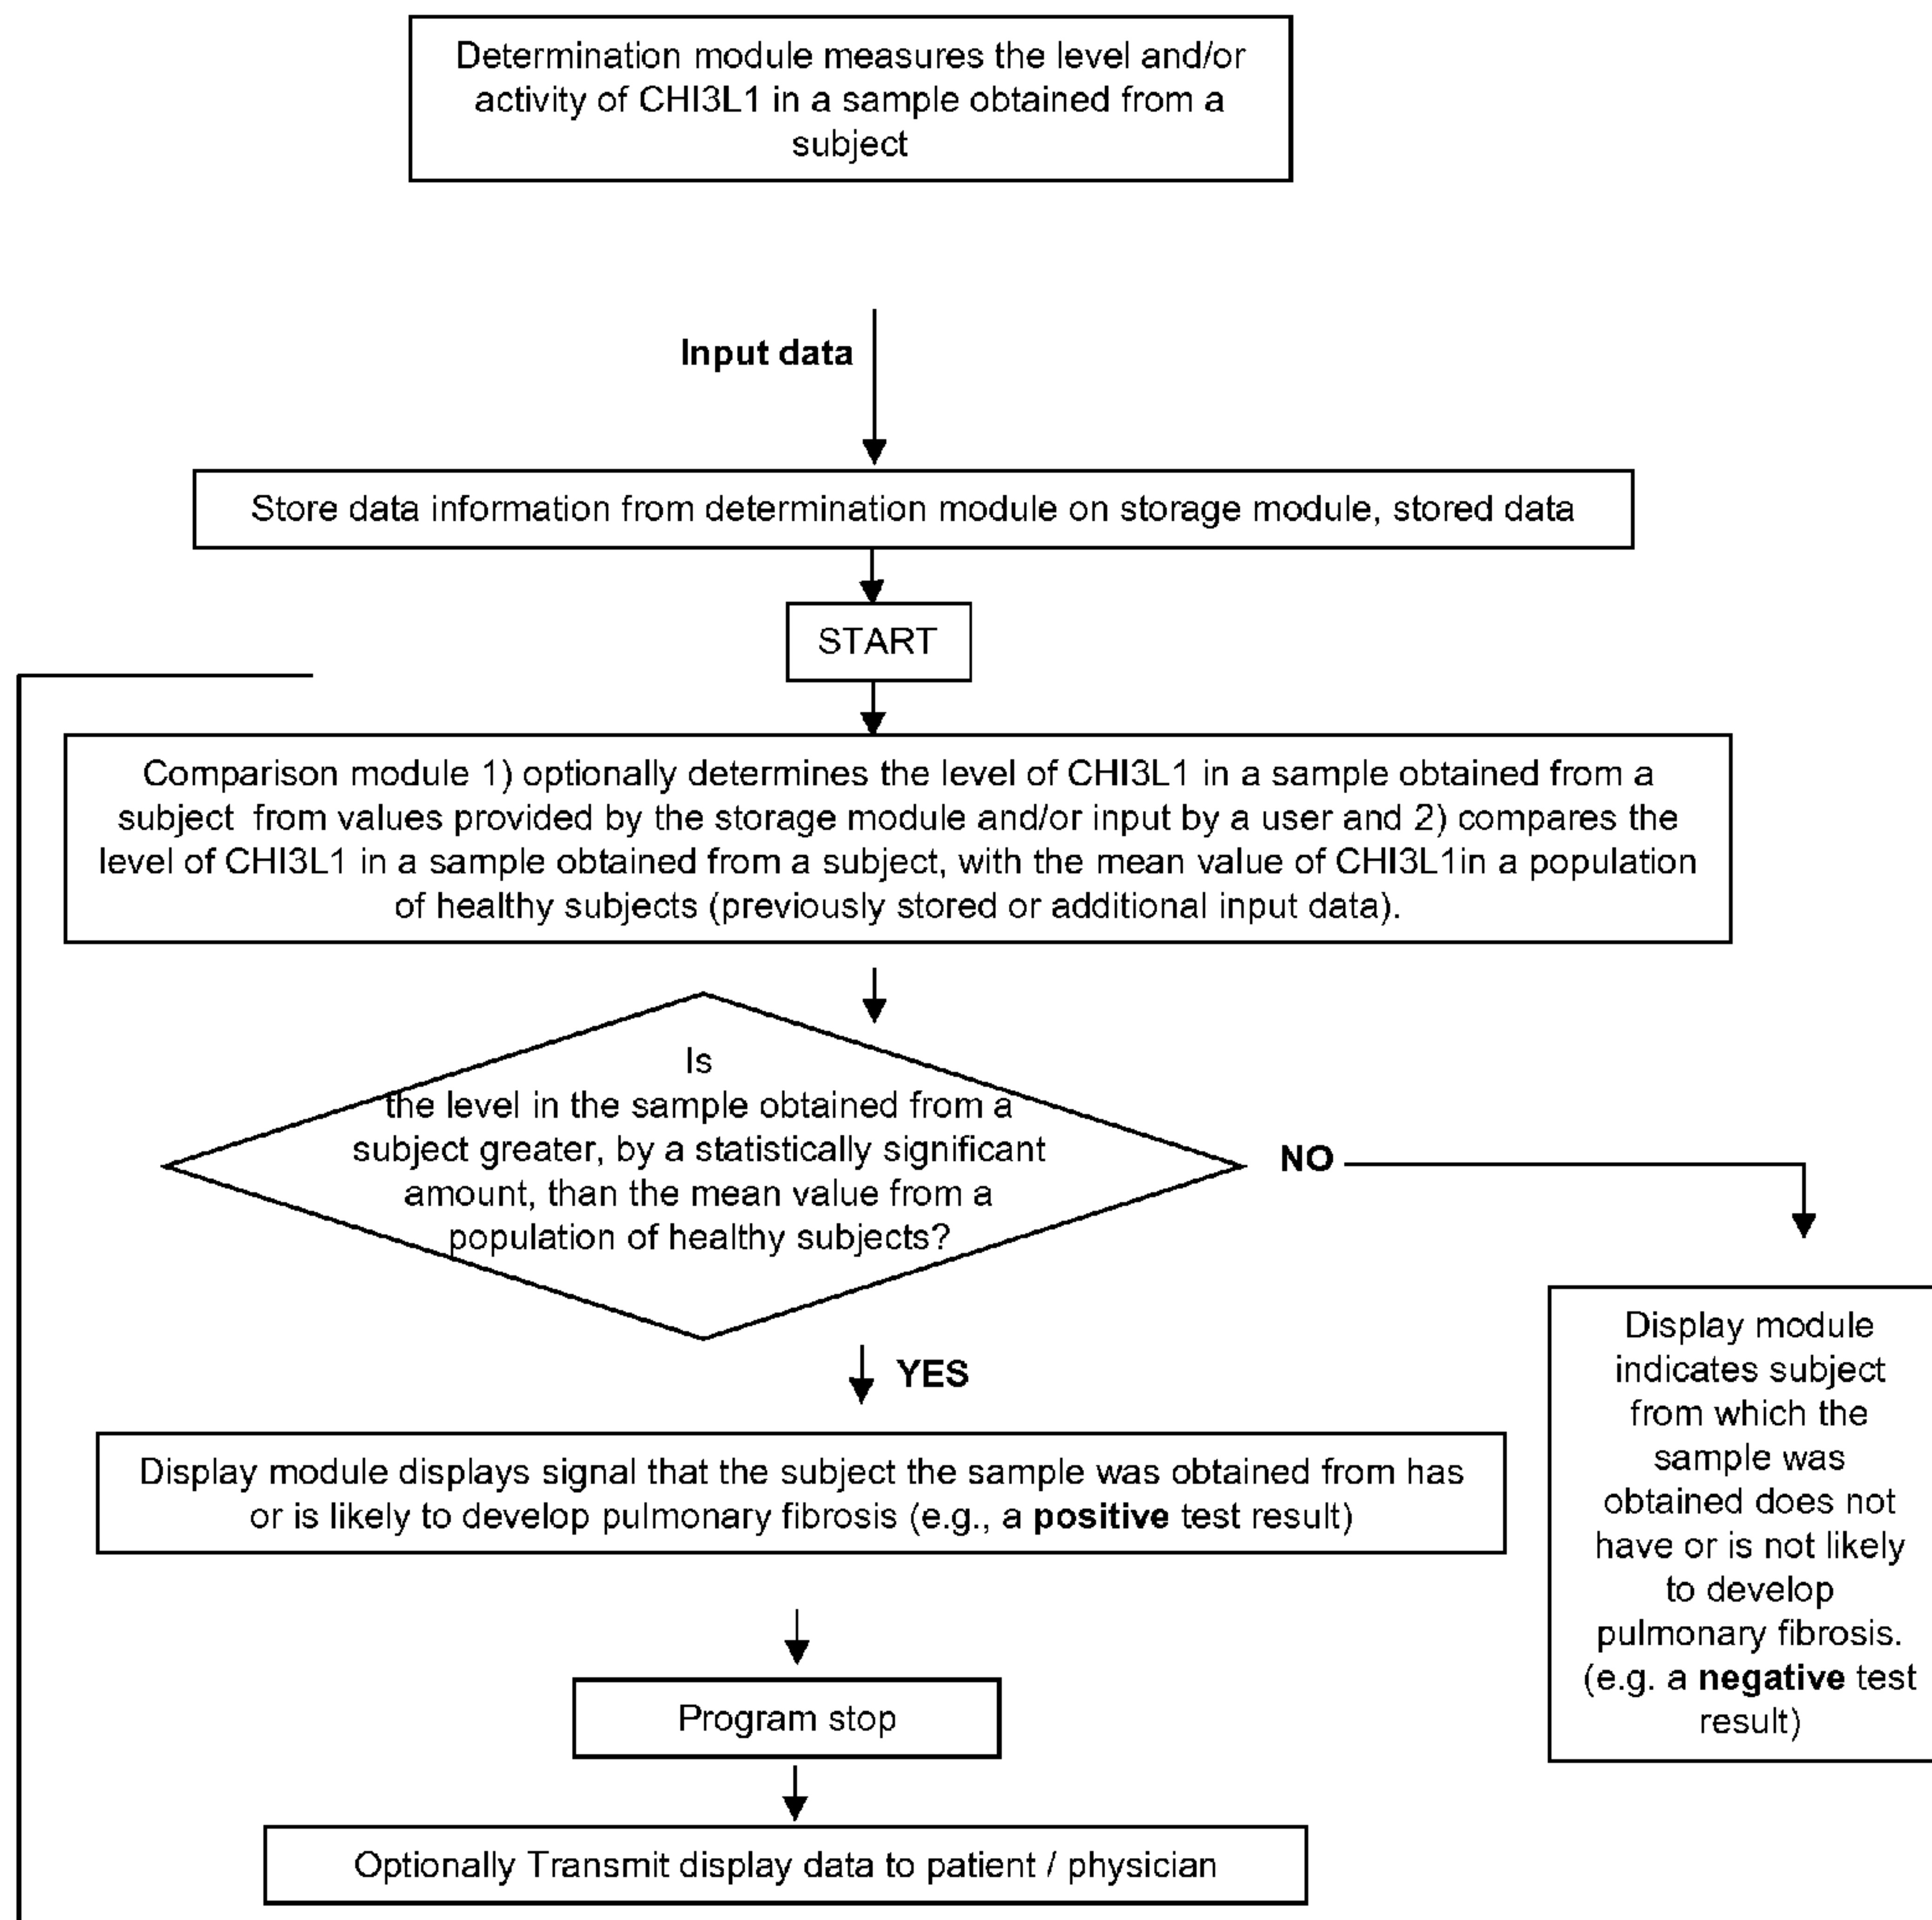 Determination module measures the level and/or
activity of CHI3L1 in a sample obtained from a
subject
Input data
Store data information from determination module on storage module, stored data
START
Comparison module 1) optionally determines the level of CHI3L1 in a sample obtained from a
subject  from values provided by the storage module and/or input by a user and 2) compares the
level of CHI3L1 in a sample obtained from a subject, with the mean value of CHI3L1in a population
of healthy subjects (previously stored or additional input data).
Is
the level in the sample obtained from a
subject greater, by a statistically significant
amount, than the mean value from a
population of healthy subjects?
NO
YES
Display module displays signal that the subject the sample was obtained from has
or is likely to develop pulmonary fibrosis (e.g., a positive test result)
Display module
indicates subject
from which the
sample was
obtained does not
have or is not likely
to develop
pulmonary fibrosis.
(e.g. a negative test
result)
Program stop
Optionally Transmit display data to patient / physician